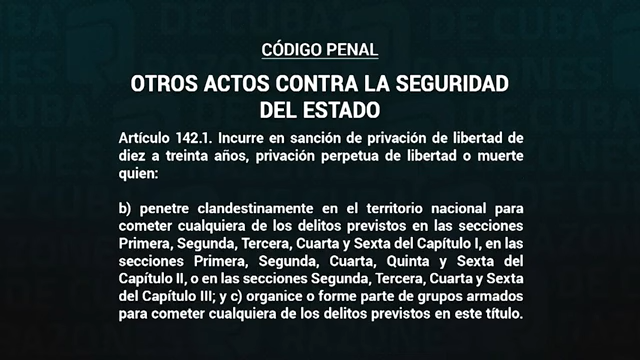 CÓDIGO PENAL
OTROS ACTOS CONTRA LA SEGURIDAD
DEL ESTADO
Artículo 142.1. Incurre en sanción de privación de libertad de
diez a treinta años, privación perpetua de libertad o muerte
quien:
b) penetre clandestinamente en el territorio nacional para
cometer cualquiera de los delitos previstos en las secciones
Primera, Segunda, Tercera, Cuarta y Sexta del Capítulo I, en las
secciones Primera, Segunda, Cuarta, Quinta y Sexta del
Capítulo II, o en las secciones Segunda, Tercera, Cuarta y Sexta
del Capítulo III; y c) organice o forme parte de grupos armados
para cometer cualquiera de los delitos previstos en este título.